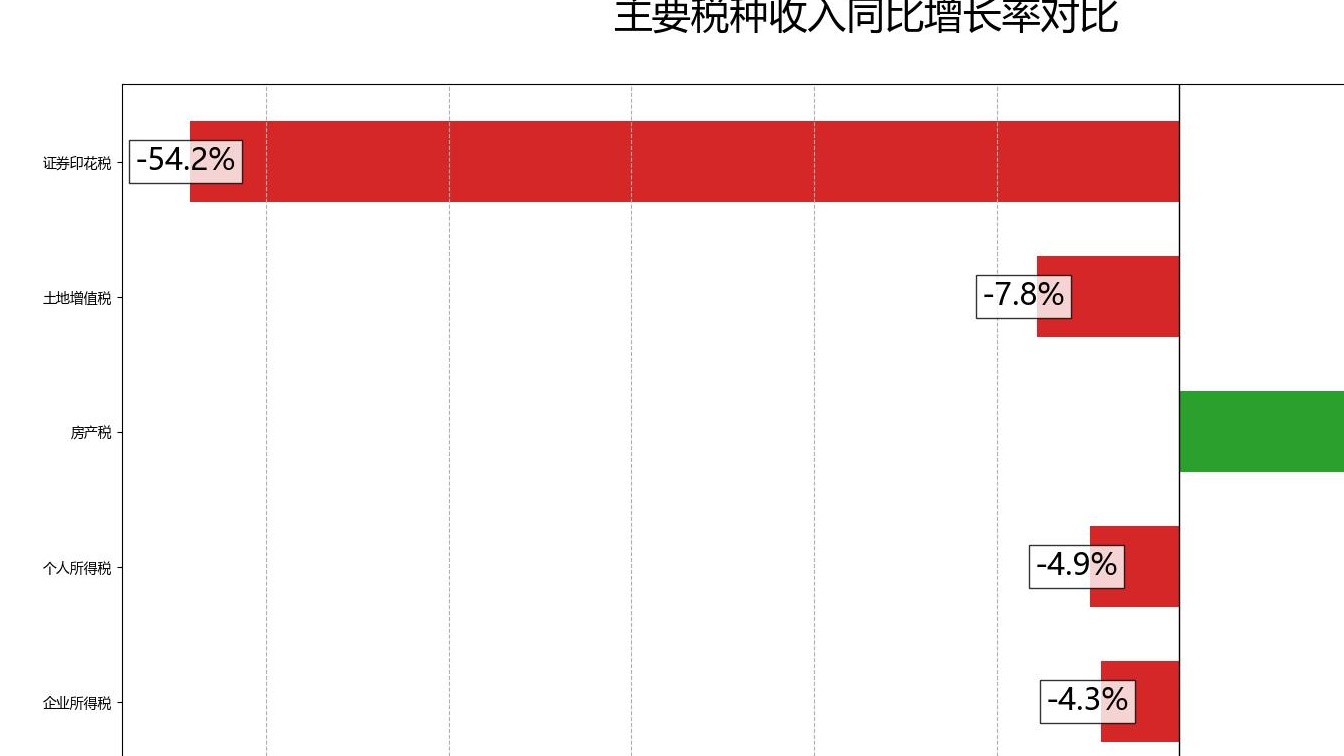 主要税种收入同比增长率对比
证券印花税
-54.2%
土地增值税
-7.8%
房产税
个人所得税
-4.9%
企业所得税
-4.3%